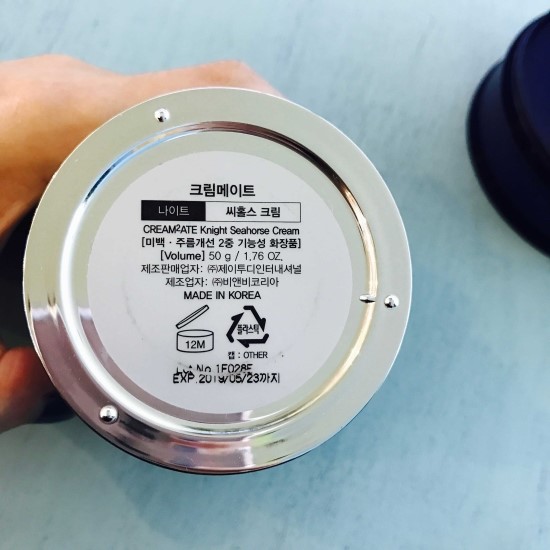 크림메이트
나이트 씨홀스 크림
CREAM²ATE Knight Seahorse Cream
[미백 · 주름개선 2중 기능성 화장품]
[Volume] 50 g / 1.76 OZ.
제조판매업자: ㈜제이투디인터내셔널
제조업자: ㈜비앤비코리아
MADE IN KOREA
12M
플라스틱
캡 : OTHER
Lot No.1F028E
EXP.2019/05/23까지